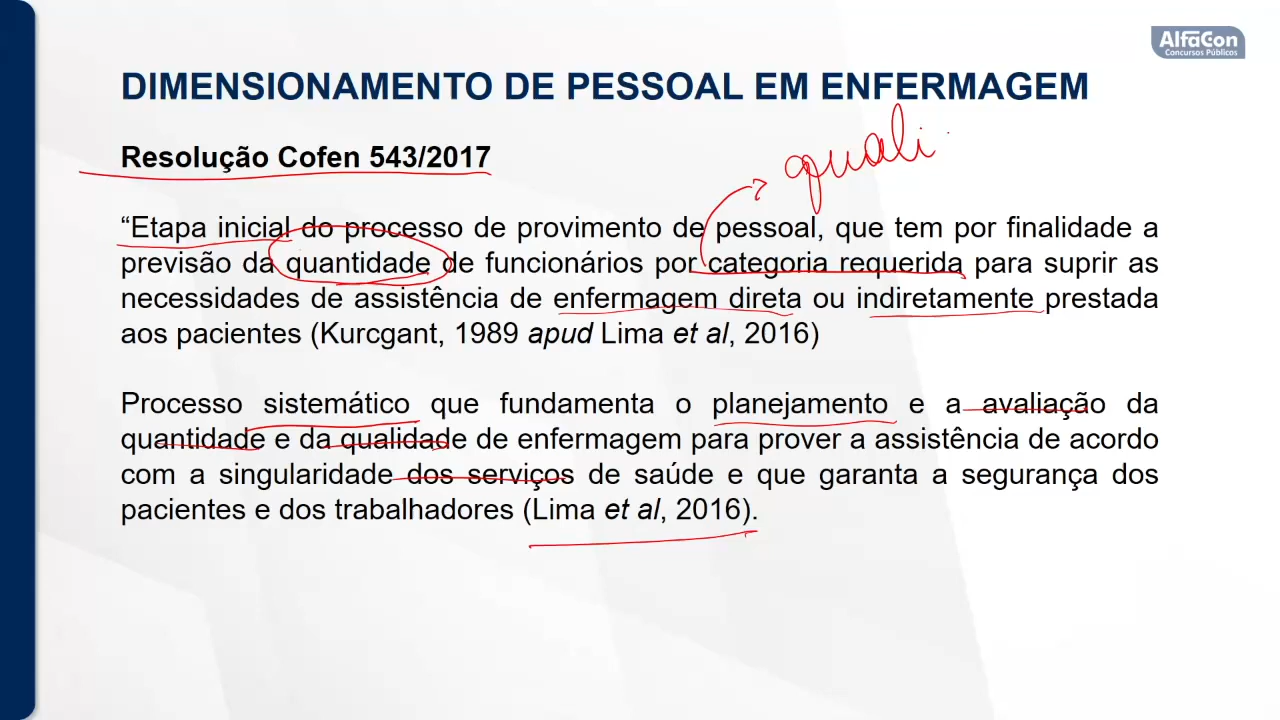 AlfaCon
Concursos Públicos
DIMENSIONAMENTO DE PESSOAL EM ENFERMAGEM
quali
Resolução Cofen 543/2017
“Etapa inicial do processo de provimento de pessoal, que tem por finalidade a
previsão da quantidade de funcionários por categoria requerida para suprir as
necessidades de assistência de enfermagem direta ou indiretamente prestada
aos pacientes (Kurcgant, 1989 apud Lima et al, 2016)
Processo sistemático que fundamenta o planejamento e a avaliação da
quantidade e da qualidade de enfermagem para prover a assistência de acordo
com a singularidade dos serviços de saúde e que garanta a segurança dos
pacientes e dos trabalhadores (Lima et al, 2016).